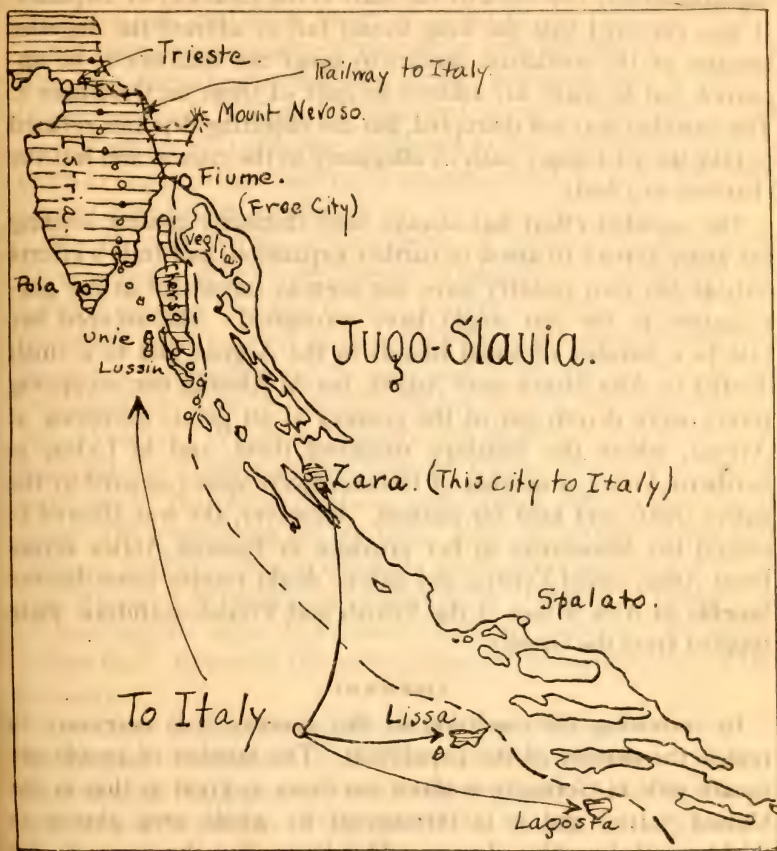 Trieste.
Railway to Italy.
Mount Nevoso.
Istria.
Fiume.
(Free City)
Veglia
Cherso
Pola
Unie
Lussin
Jugo-Slavia.
Zara. (This city to Italy)
Spalato.
To Italy.
Lissa
Lagosta